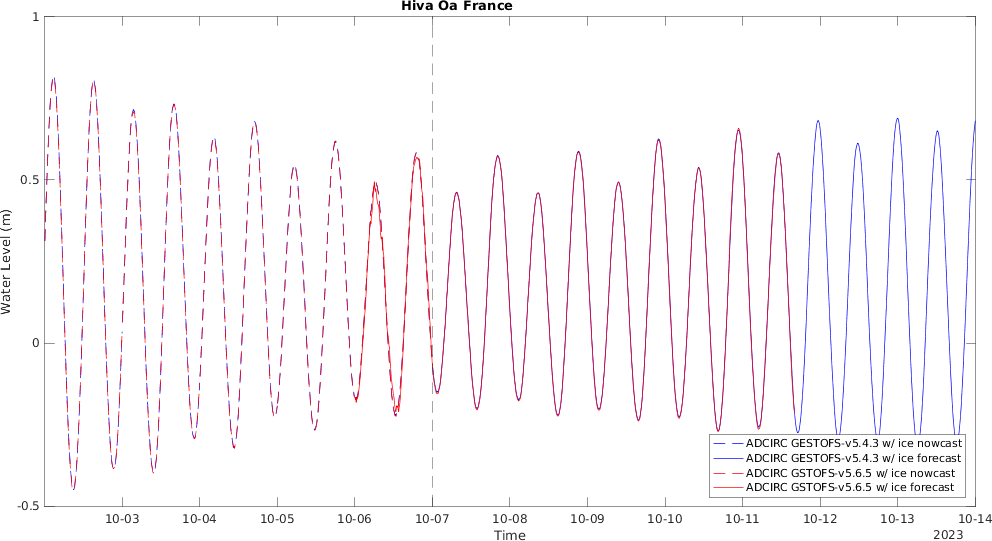 Hiva Oa France
1
0.5
0
-0.5
Water Level (m)
ADCIRC GESTOFS-v5.4.3 w/ ice nowcast
ADCIRC GESTOFS-v5.4.3 w/ ice forecast
ADCIRC GSTOFS-v5.6.5 w/ ice nowcast
ADCIRC GSTOFS-v5.6.5 w/ ice forecast
10-03 10-04 10-05 10-06 10-07 10-08 10-09 10-10 10-11 10-12 10-13 10-14
Time
2023